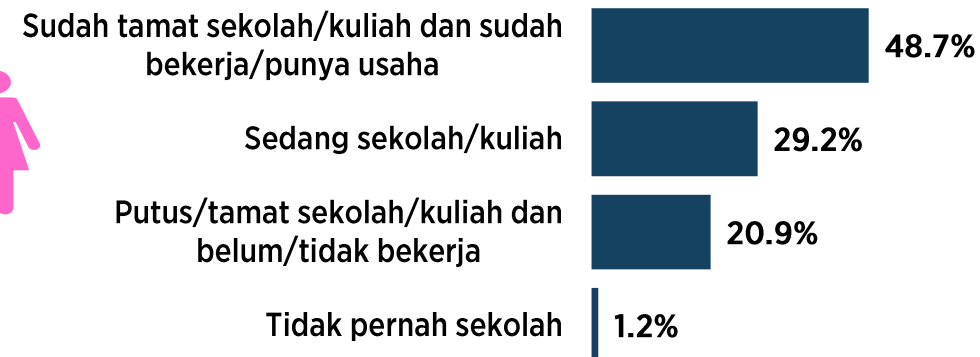 Sudah tamat sekolah/kuliah dan sudah
bekerja/punya usaha
48.7%
Sedang sekolah/kuliah
29.2%
Putus/tamat sekolah/kuliah dan
belum/tidak bekerja
20.9%
Tidak pernah sekolah
1.2%